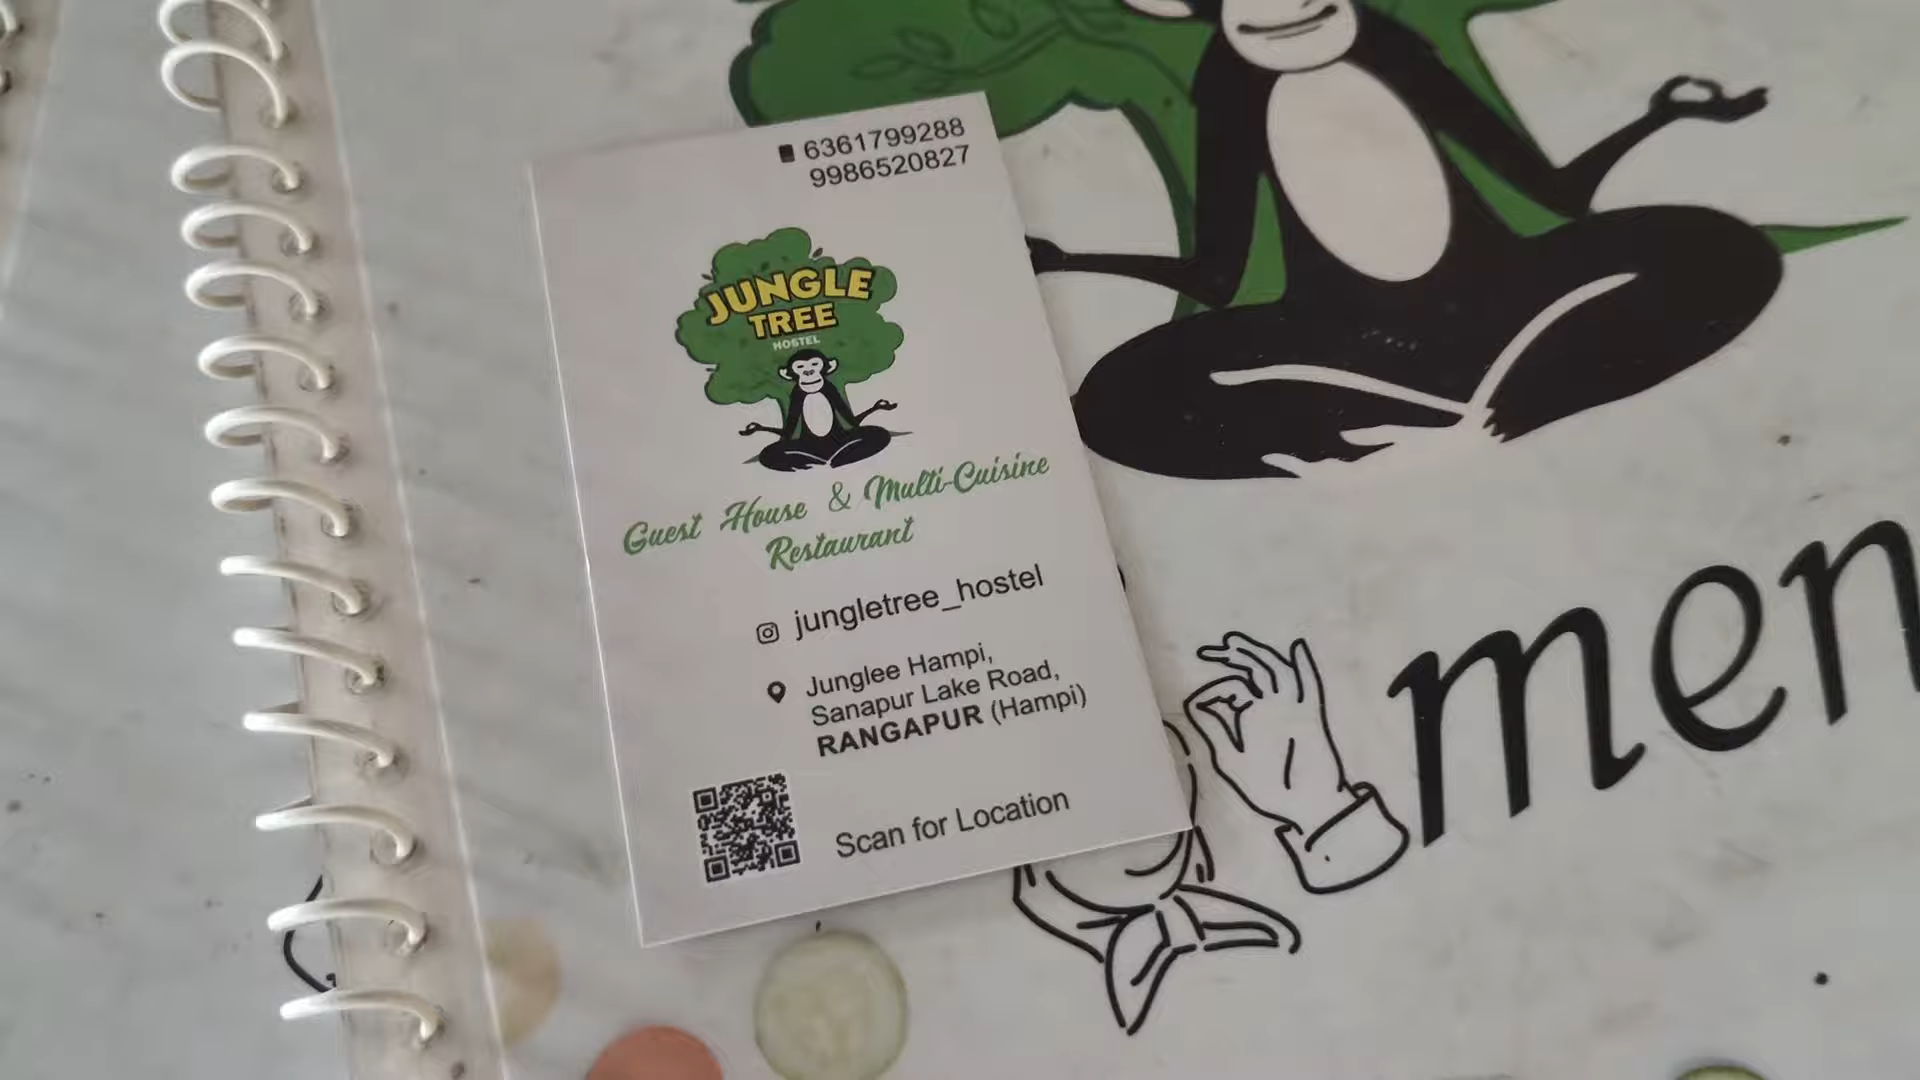 6361799288
9986520827
JUNGLE
TREE
HOSTEL
Guest House & Multi-Cuisine
Restaurant
jungletree_hostel
Junglee Hampi,
Sanapur Lake Road,
RANGAPUR (Hampi)
Scan for Location
men